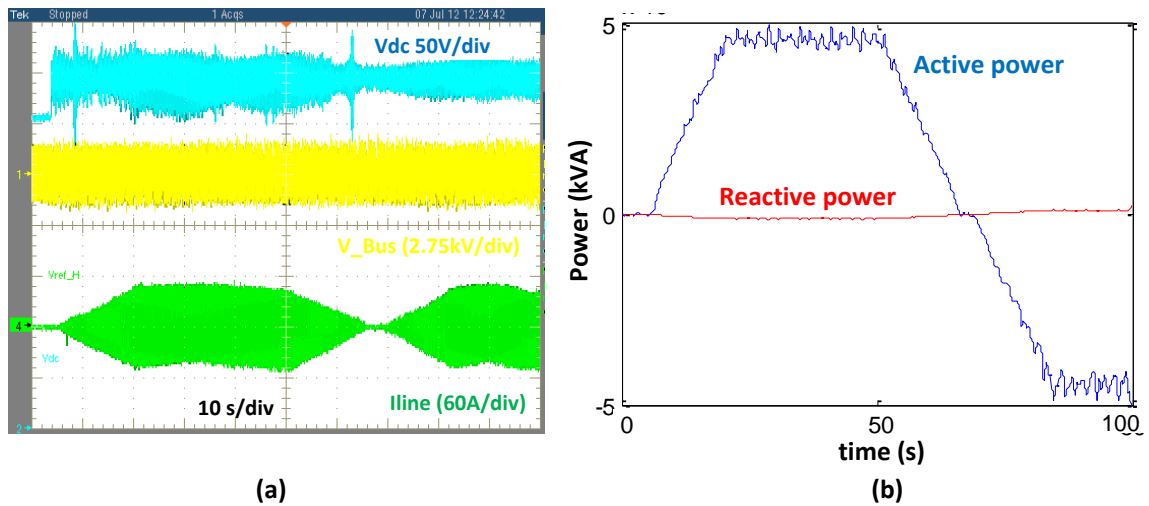 Tek Stopped 1 Acqs 07 Jul 12 12:24:42
Vdc 50V/div
1
V_Bus (2.75kV/div)
Vref_H
4
Vdc
10 s/div
Iline (60A/div)
2
(a)
5
Active power
Reactive power
Power (kVA)
0
-5
0 50 100
time (s)
(b)